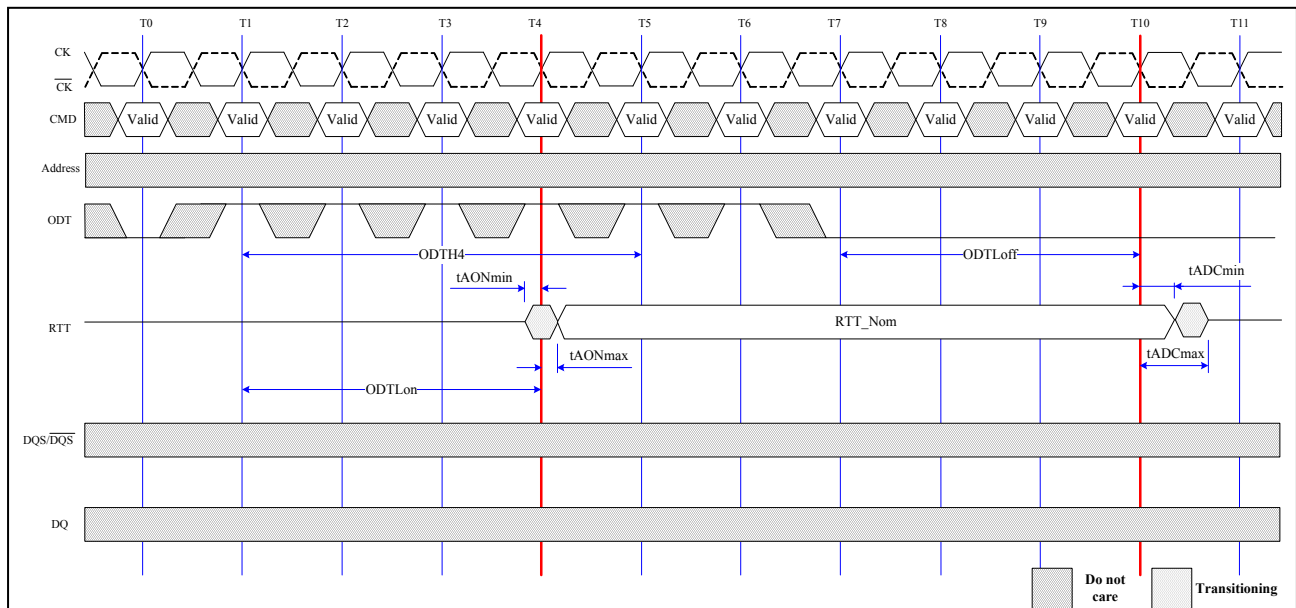 T0 T1 T2 T3 T4 T5 T6 T7 T8 T9 T10 T11
CK
C̅K̅
CMD Valid Valid Valid Valid Valid Valid Valid Valid Valid Valid Valid Valid
Address
ODT
ODTH4 ODTLoff
tAONmin tADCmin
RTT RTT_Nom
tAONmax tADCmax
ODTLon
DQS/D̅Q̅S̅
DQ
Do not care Transitioning